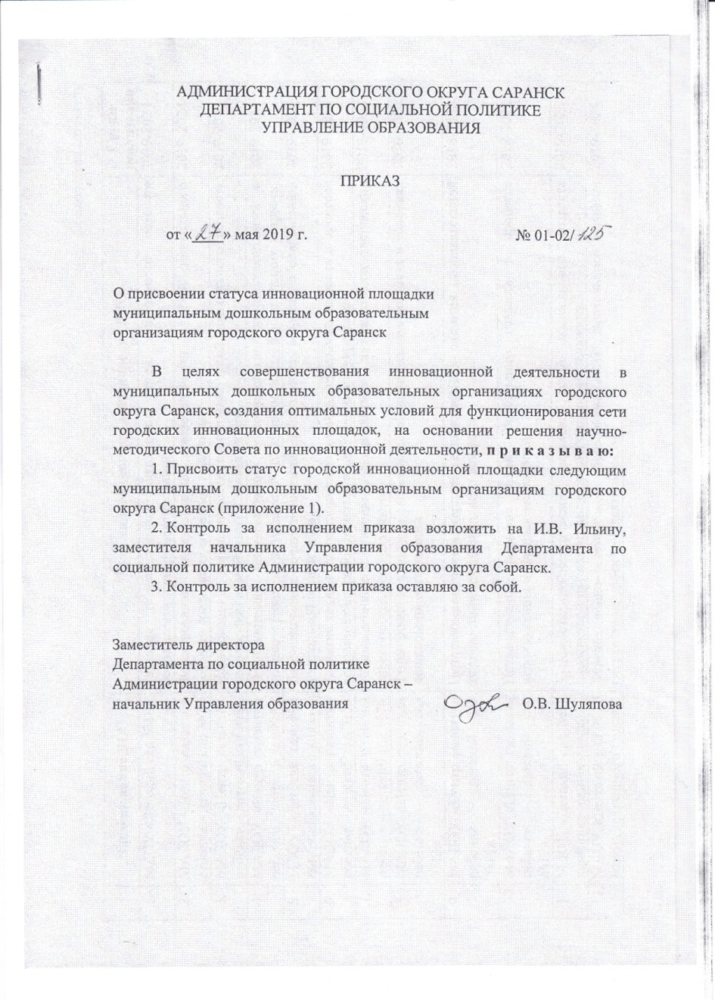 АДМИНИСТРАЦИЯ ГОРОДСКОГО ОКРУГА САРАНСК
ДЕПАРТАМЕНТ ПО СОЦИАЛЬНОЙ ПОЛИТИКЕ
УПРАВЛЕНИЕ ОБРАЗОВАНИЯ
ПРИКАЗ
от «27» мая 2019 г. № 01-02/125
О присвоении статуса инновационной площадки
муниципальным дошкольным образовательным
организациям городского округа Саранск
В целях совершенствования инновационной деятельности в
муниципальных дошкольных образовательных организациях городского
округа Саранск, создания оптимальных условий для функционирования сети
городских инновационных площадок, на основании решения научно-
методического Совета по инновационной деятельности, п р и к а з ы в а ю:
1. Присвоить статус городской инновационной площадки следующим
муниципальным дошкольным образовательным организациям городского
округа Саранск (приложение 1).
2. Контроль за исполнением приказа возложить на И.В. Ильину,
заместителя начальника Управления образования Департамента по
социальной политике Администрации городского округа Саранск.
3. Контроль за исполнением приказа оставляю за собой.
Заместитель директора
Департамента по социальной политике
Администрации городского округа Саранск –
начальник Управления образования О.В. Шуляпова